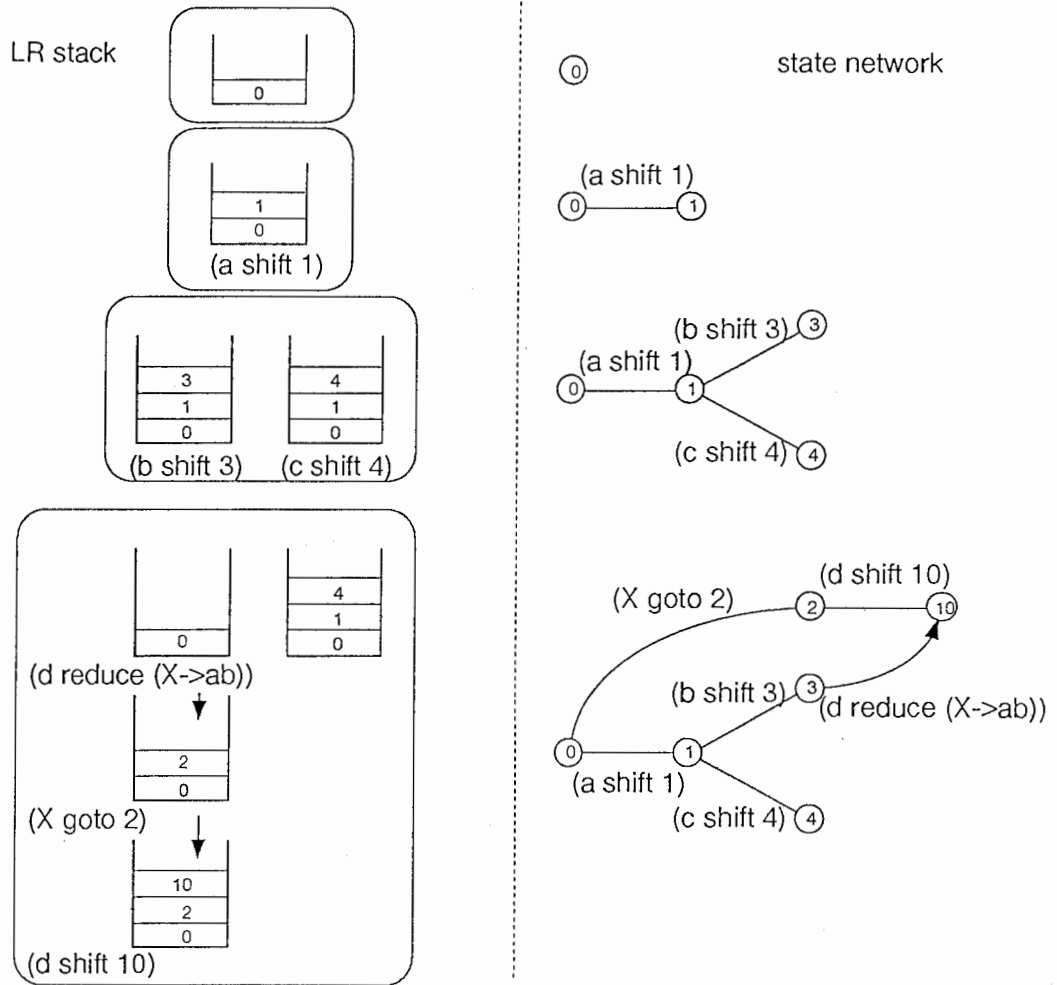 LR stack
0
1
0
(a shift 1)
3
1
0
(b shift 3)
4
1
0
(c shift 4)
0
(d reduce (X->ab))
4
1
0
2
0
(X goto 2)
10
2
0
(d shift 10)
state network
0
(a shift 1)
0
1
(b shift 3)
3
(a shift 1)
0
1
(c shift 4)
4
(d shift 10)
(X goto 2)
2
10
(b shift 3)
3
(d reduce (X->ab))
0
1
(a shift 1)
(c shift 4)
4